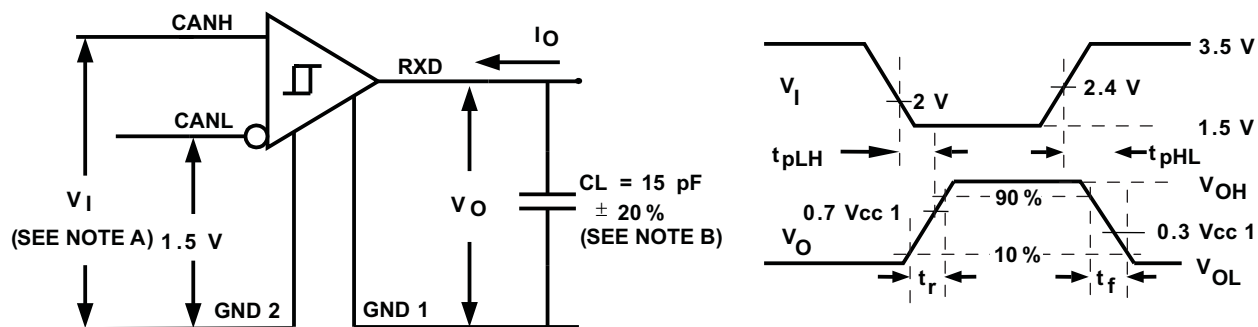 CANH
I O
RXD
CANL
V I
(SEE NOTE A)
1.5 V
V O
CL = 15 pF
± 20 %
(SEE NOTE B)
GND 2
GND 1
3.5 V
V I
2 V
2.4 V
1.5 V
t pLH
t pHL
V OH
90 %
0.7 Vcc 1
0.3 Vcc 1
V O
10 %
t r
t f
V OL